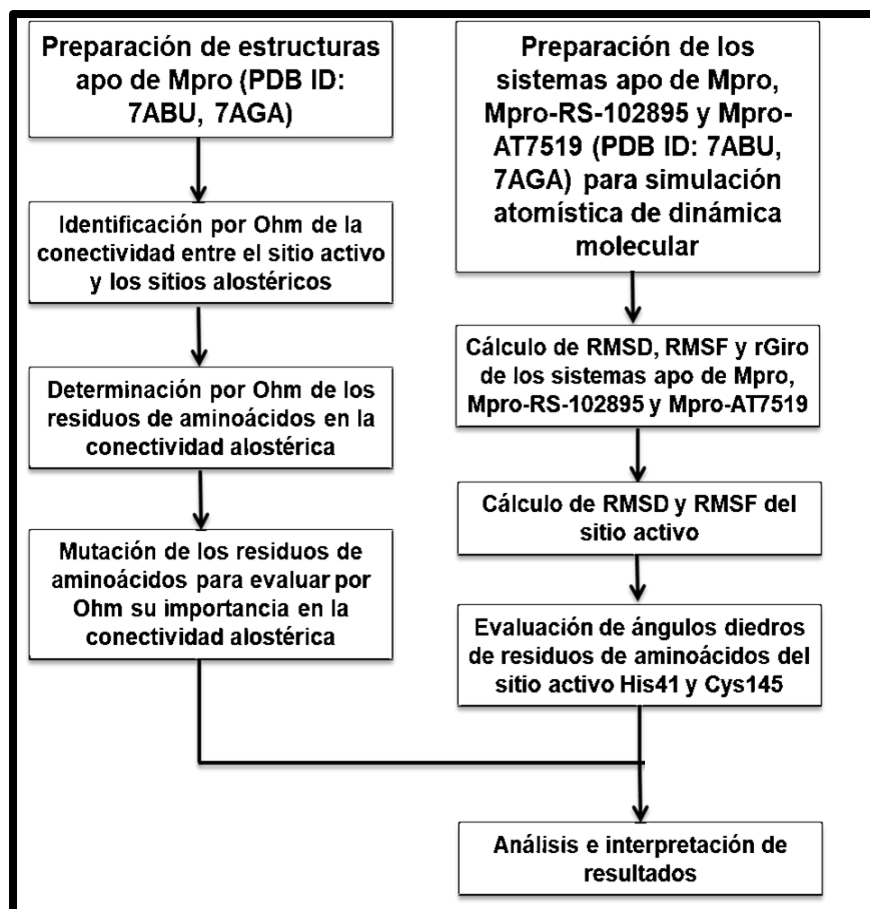 Preparación de estructuras
apo de Mpro (PDB ID:
7ABU, 7AGA)
Identificación por Ohm de la
conectividad entre el sitio activo
y los sitios alostéricos
Determinación por Ohm de los
residuos de aminoácidos en la
conectividad alostérica
Mutación de los residuos de
aminoácidos para evaluar por
Ohm su importancia en la
conectividad alostérica
Preparación de los
sistemas apo de Mpro,
Mpro-RS-102895 y Mpro-
AT7519 (PDB ID: 7ABU,
7AGA) para simulación
atomística de dinámica
molecular
Cálculo de RMSD, RMSF y rGiro
de los sistemas apo de Mpro,
Mpro-RS-102895 y Mpro-AT7519
Cálculo de RMSD y RMSF del
sitio activo
Evaluación de ángulos diedros
de residuos de aminoácidos del
sitio activo His41 y Cys145
Análisis e interpretación de
resultados